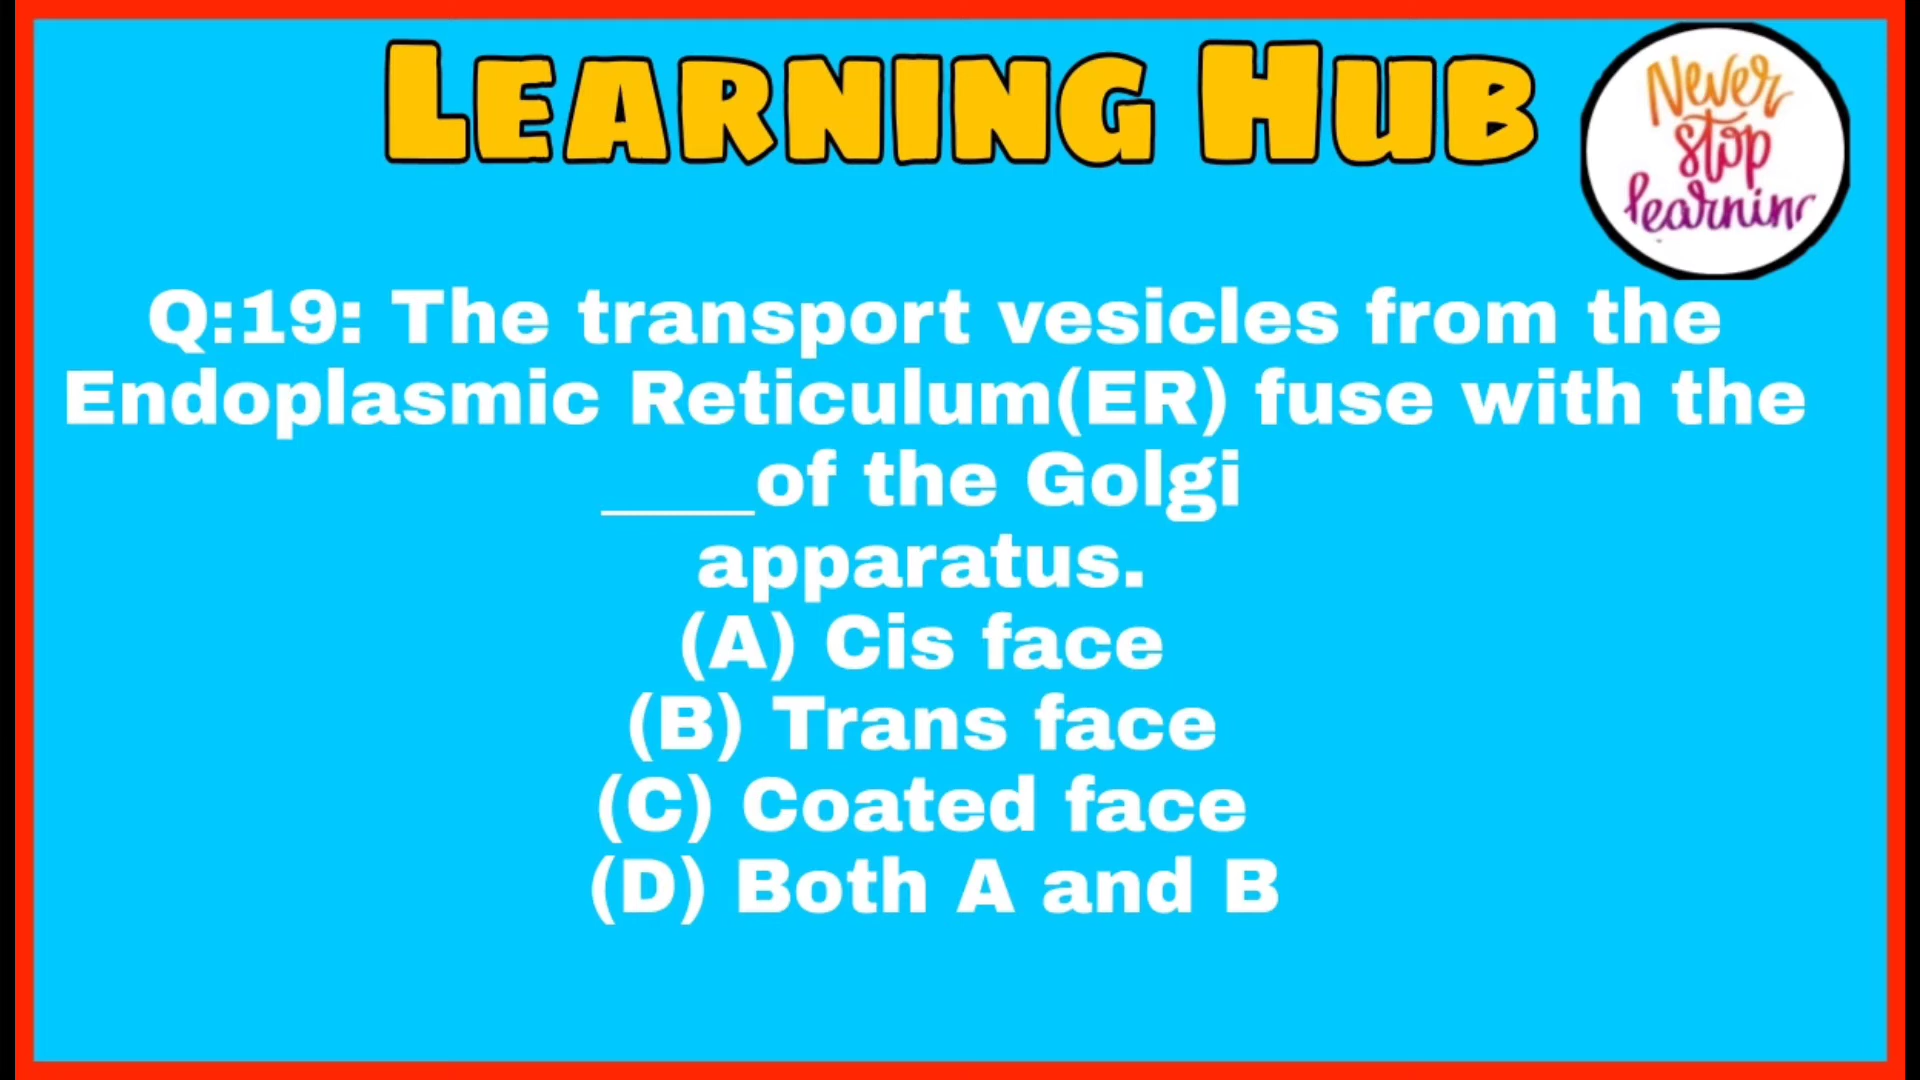 LEARNING HUB
Never
stop
learnin
Q:19: The transport vesicles from the
Endoplasmic Reticulum(ER) fuse with the
____of the Golgi
apparatus.
(A) Cis face
(B) Trans face
(C) Coated face
(D) Both A and B